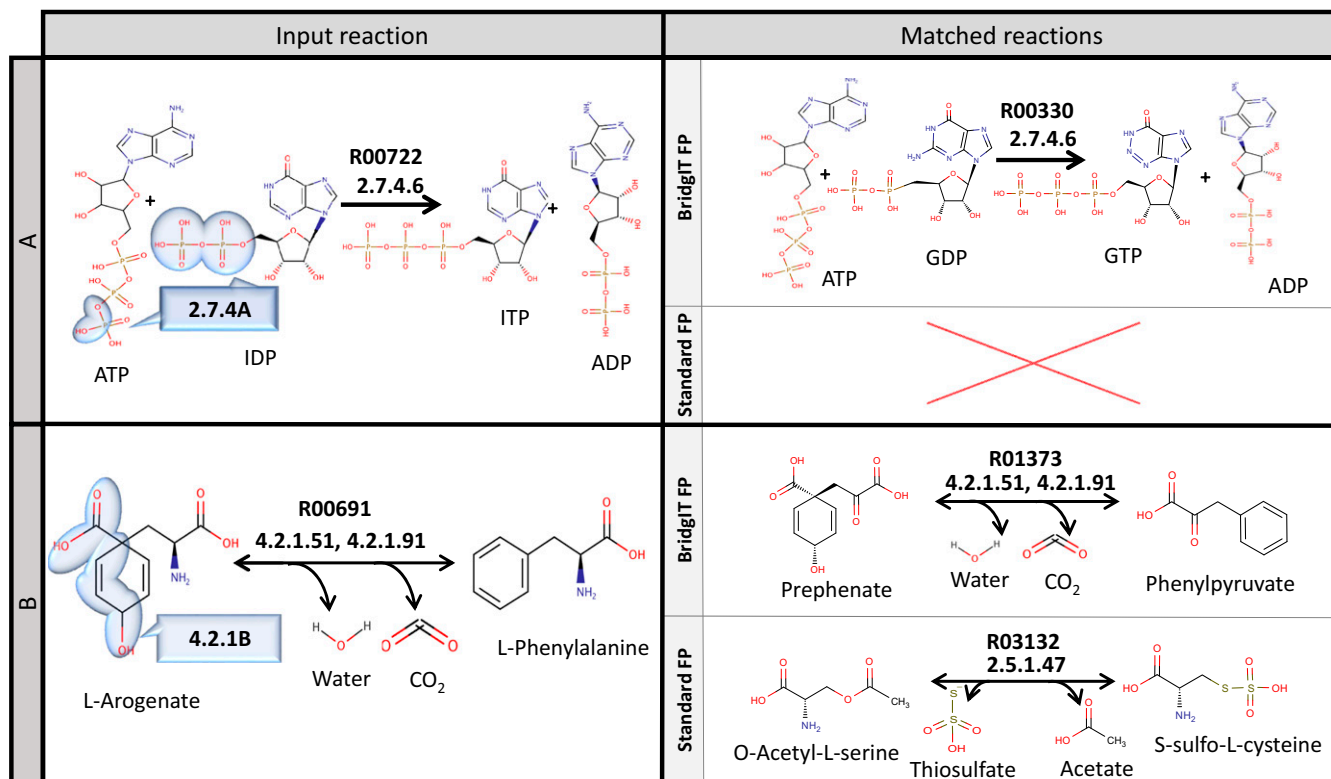 Input reaction
Matched reactions
A
R00722
2.7.4.6
+
+
2.7.4A
ATP
IDP
ITP
ADP
BridgIT FP
R00330
2.7.4.6
+
+
ATP
GDP
GTP
ADP
Standard FP
B
R00691
4.2.1.51, 4.2.1.91
4.2.1B
L-Arogenate
Water
CO₂
L-Phenylalanine
BridgIT FP
R01373
4.2.1.51, 4.2.1.91
Prephenate
Water
CO₂
Phenylpyruvate
Standard FP
R03132
2.5.1.47
O-Acetyl-L-serine
Thiosulfate
Acetate
S-sulfo-L-cysteine